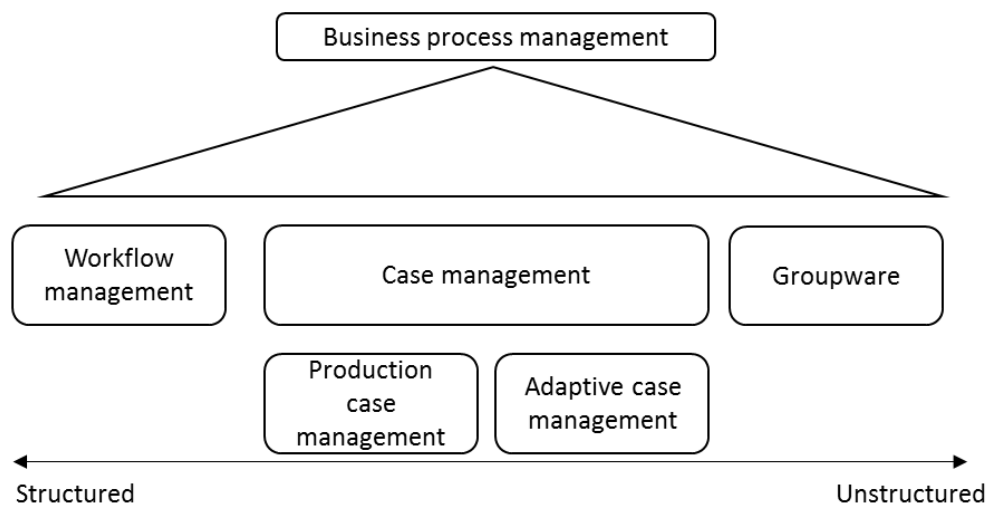 Business process management
Workflow
management
Case management
Groupware
Production
case
management
Adaptive case
management
Structured
Unstructured